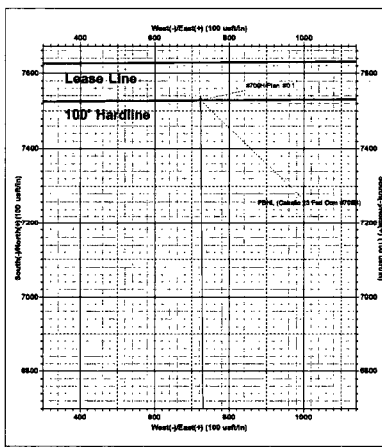 West(-)/East(+) (100 usft/in)
400 600 800 1000
7600 7600
Lease Line
#706H/Plan #0.1
100' Hardline
7400 7400
PBHL
7200 7200
South(-)/North(+) (100 usft/in)
7000 7000
6800 6800
400 600 800 1000
West(-)/East(+) (100 usft/in)